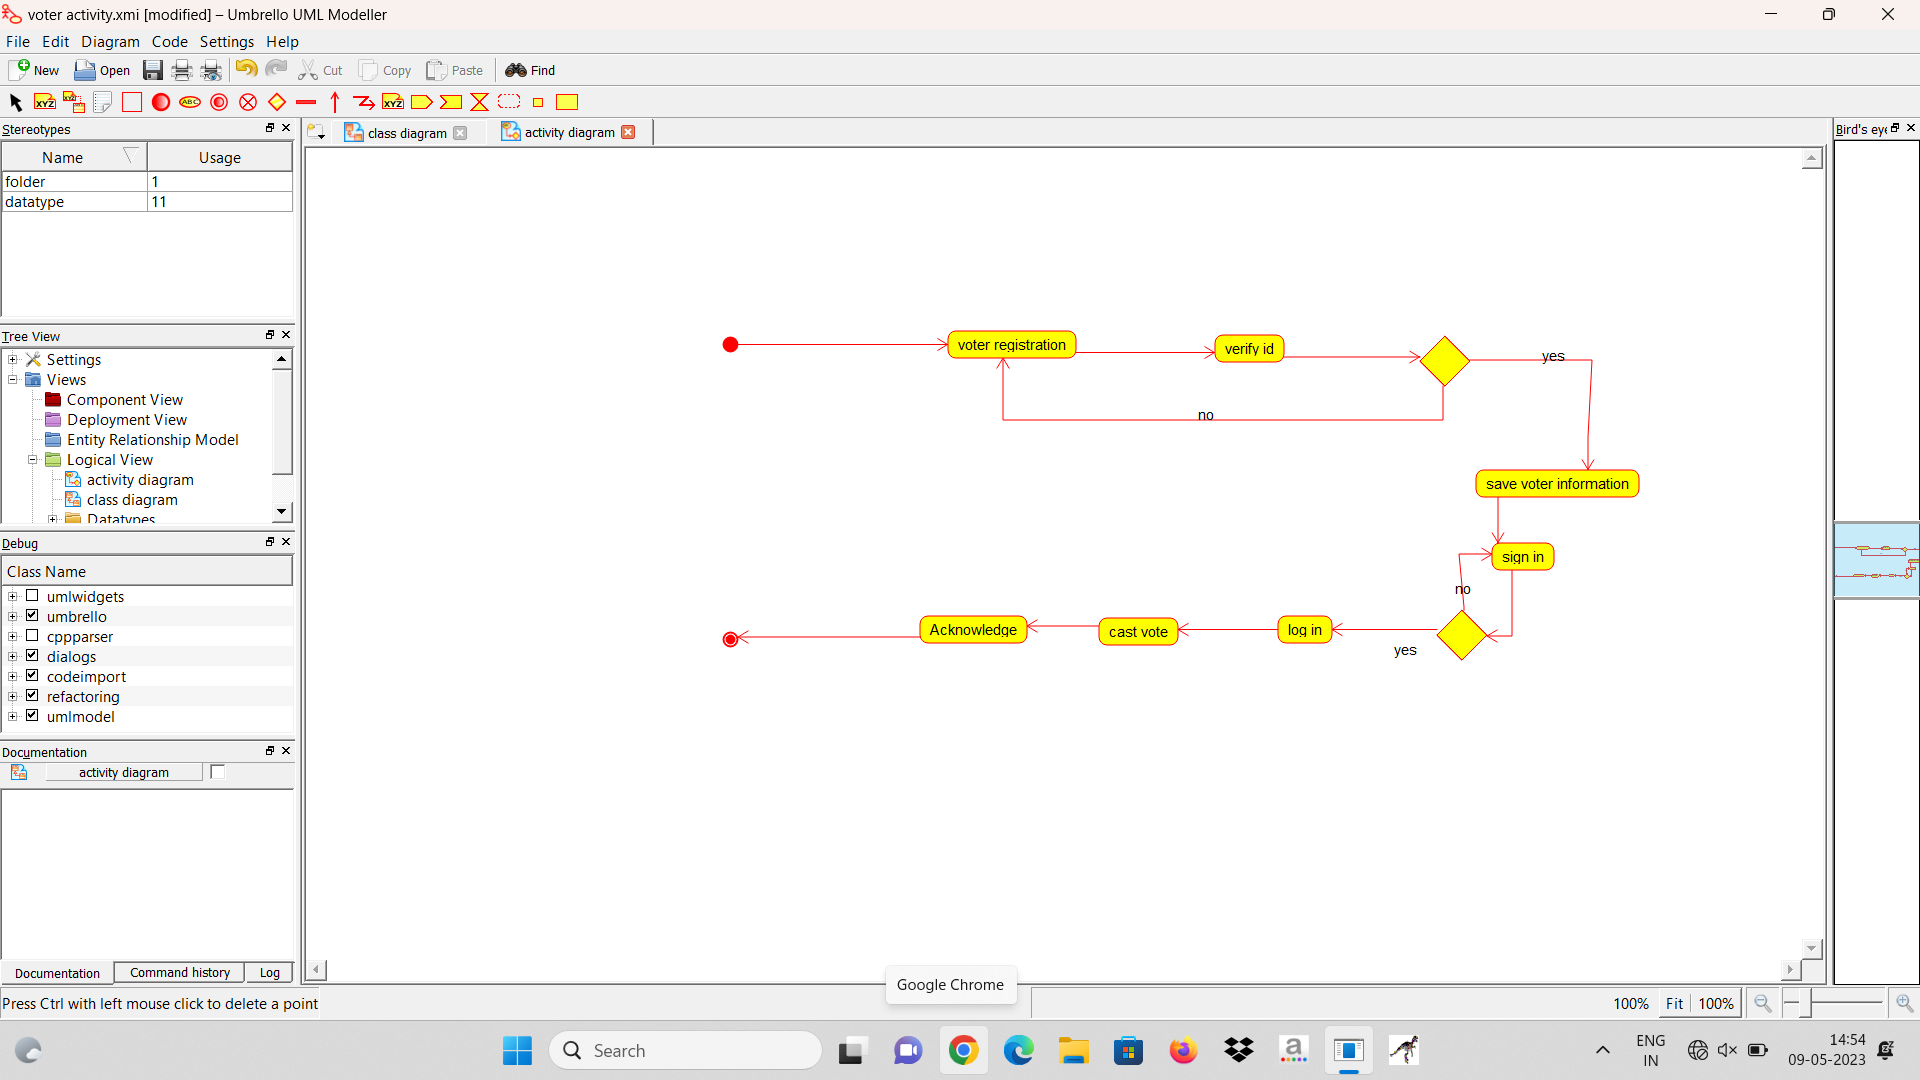 voter activity.xmi [modified] – Umbrello UML Modeller
File Edit Diagram Code Settings Help
New Open Cut Copy Paste Find
XYZ XYZ ABC XYZ
Stereotypes
Name Usage
folder 1
datatype 11
Tree View
Settings
Views
Component View
Deployment View
Entity Relationship Model
Logical View
activity diagram
class diagram
Datatypes
Debug
Class Name
umlwidgets
umbrello
cppparser
dialogs
codeimport
refactoring
umlmodel
Documentation
activity diagram
Documentation Command history Log
Press Ctrl with left mouse click to delete a point
class diagram activity diagram
voter registration
verify id
yes
no
save voter information
sign in
no
yes
log in
cast vote
Acknowledge
Bird's eye
Google Chrome
100% Fit 100%
Search
a
ENG
IN
14:54
09-05-2023